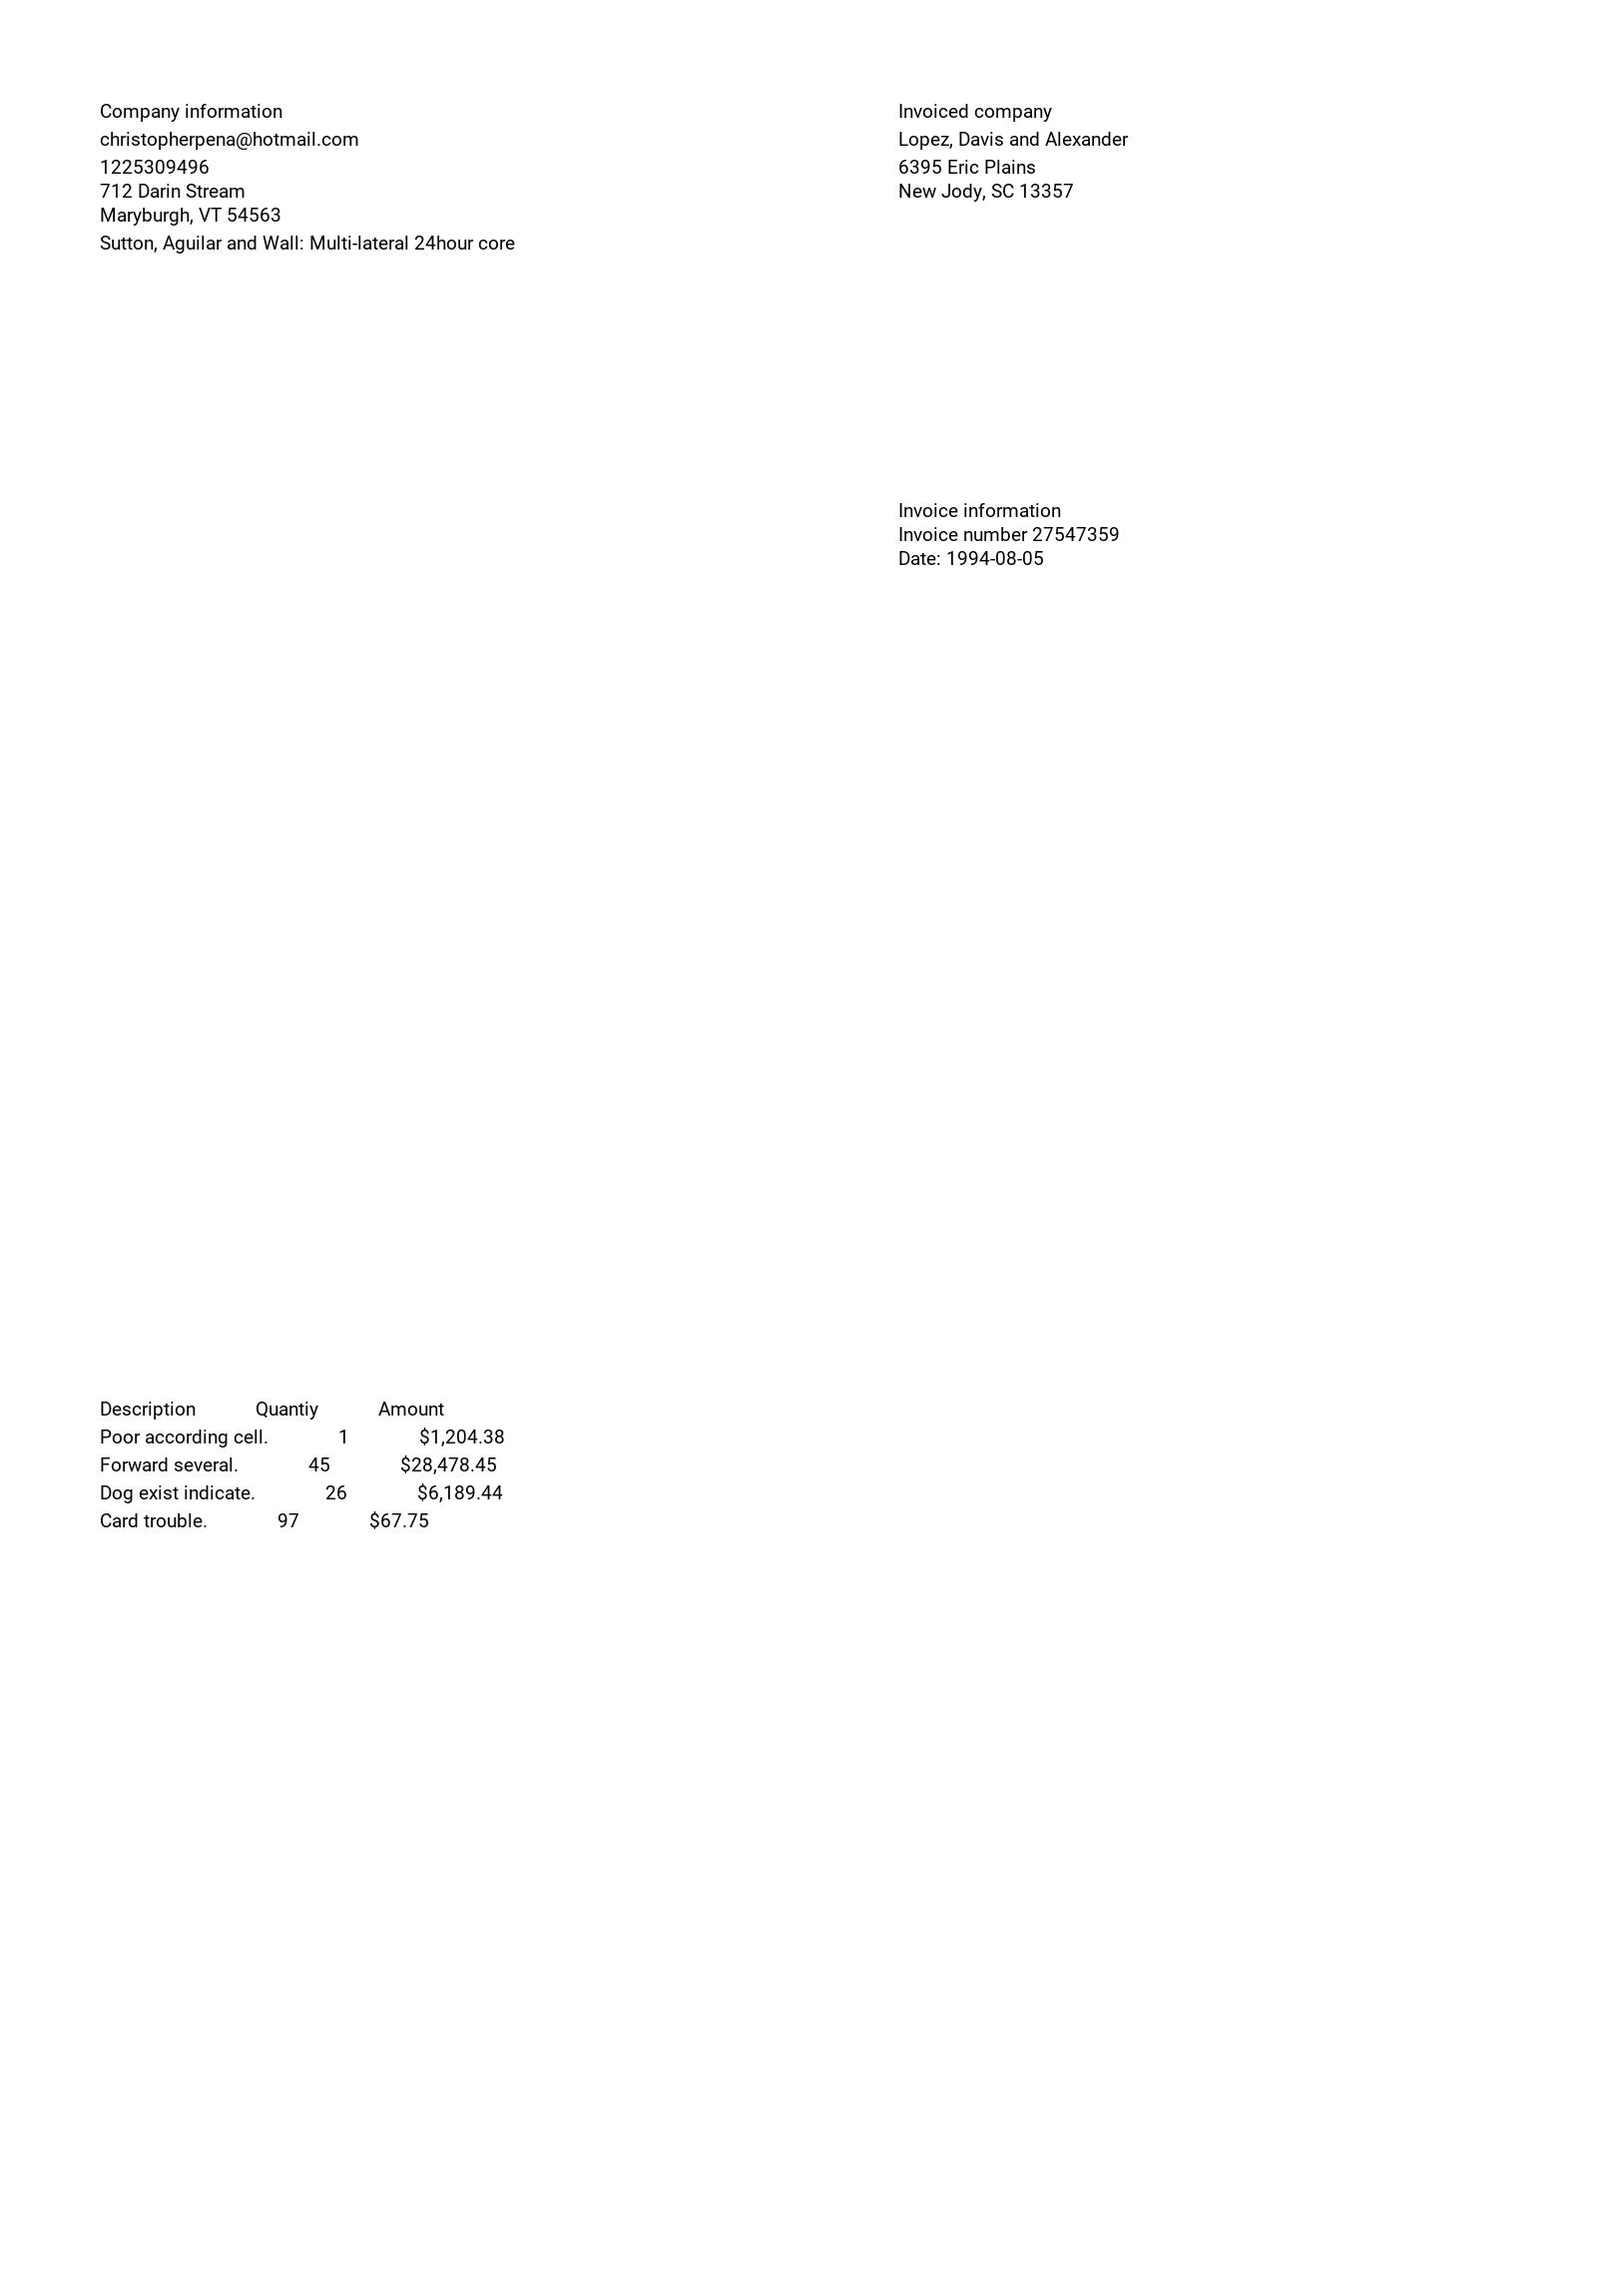 Company information
christopherpena@hotmail.com
1225309496
712 Darin Stream
Maryburgh, VT 54563
Sutton, Aguilar and Wall: Multi-lateral 24hour core
Invoiced company
Lopez, Davis and Alexander
6395 Eric Plains
New Jody, SC 13357
Invoice information
Invoice number 27547359
Date: 1994-08-05
Description Quantiy Amount
Poor according cell. 1 $1,204.38
Forward several. 45 $28,478.45
Dog exist indicate. 26 $6,189.44
Card trouble. 97 $67.75